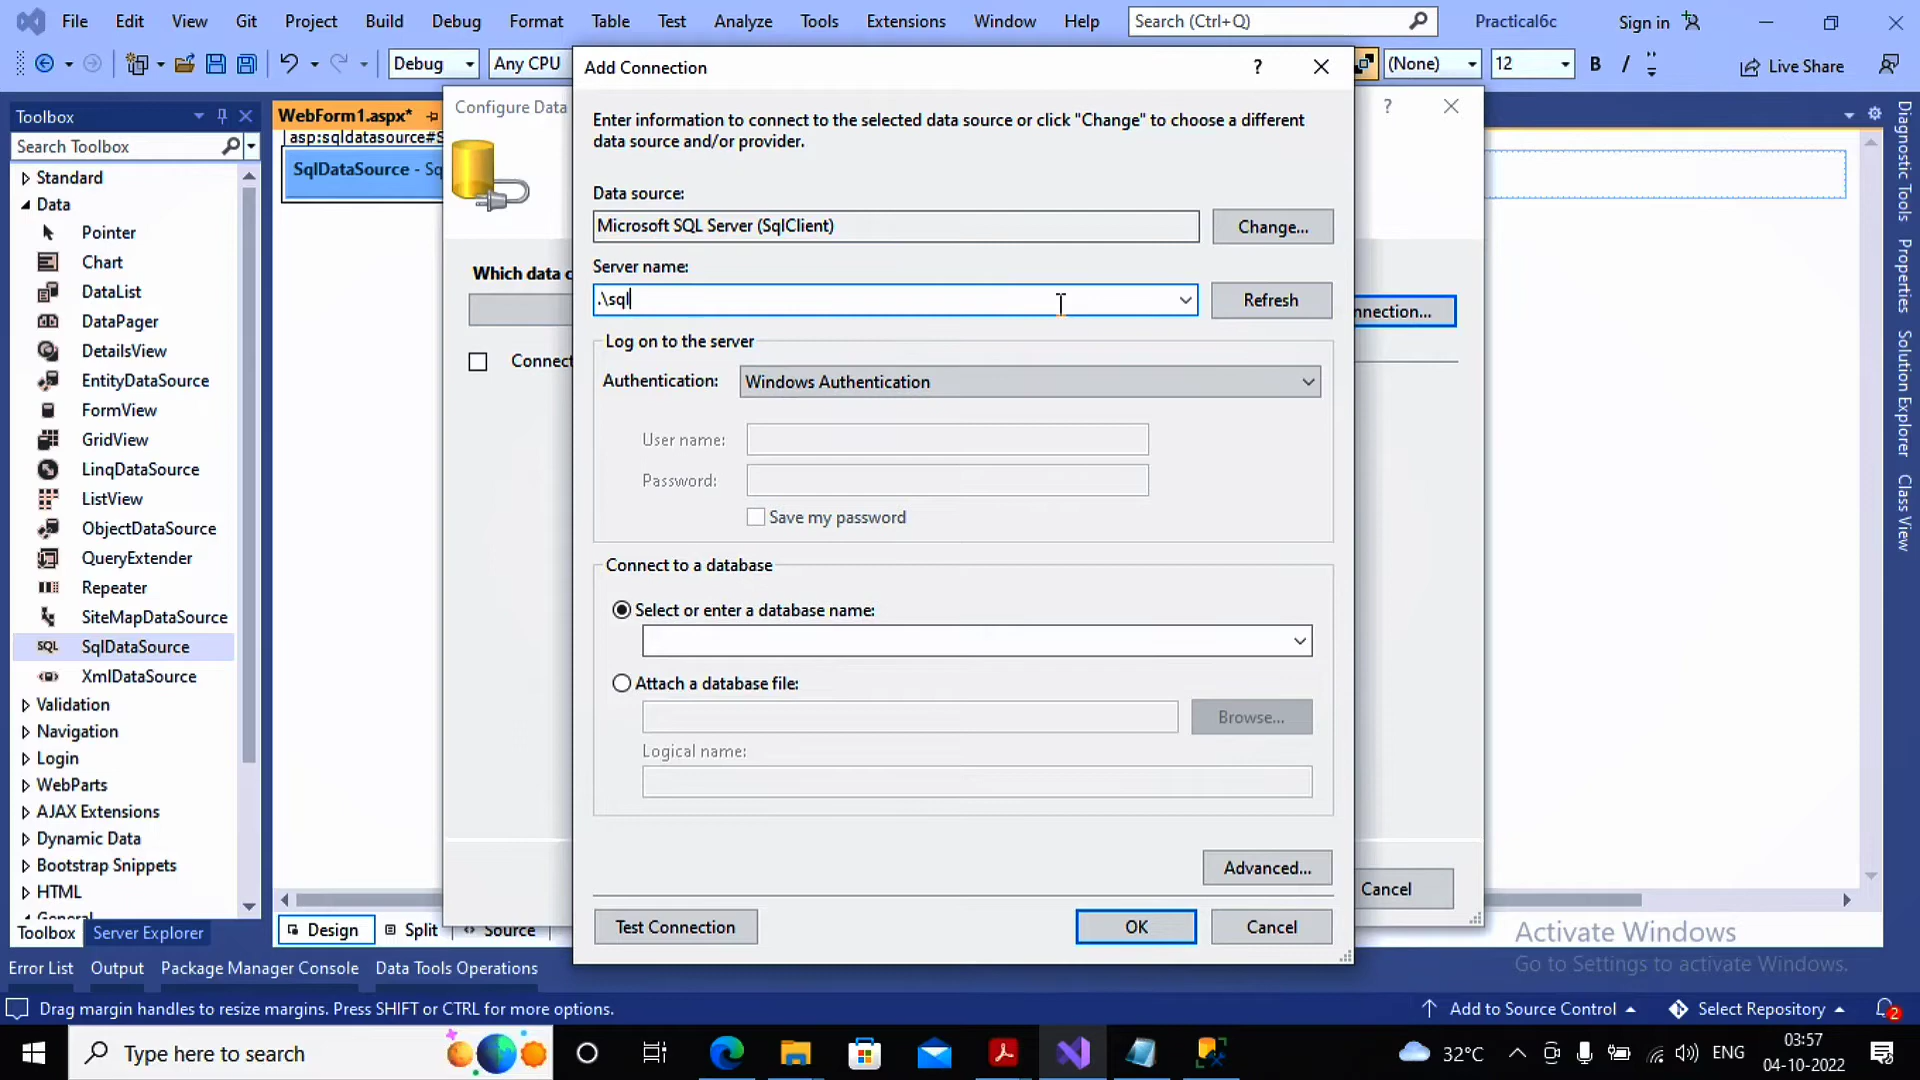 File Edit View Git Project Build Debug Format Table Test Analyze Tools Extensions Window Help Search (Ctrl+Q) Practical6c Sign in
Debug Any CPU (None) 12 B I Live Share
Toolbox
Search Toolbox
Standard
Data
Pointer
Chart
DataList
DataPager
DetailsView
EntityDataSource
FormView
GridView
LinqDataSource
ListView
ObjectDataSource
QueryExtender
Repeater
SiteMapDataSource
SQL SqlDataSource
XmlDataSource
Validation
Navigation
Login
WebParts
AJAX Extensions
Dynamic Data
Bootstrap Snippets
HTML
General
Toolbox Server Explorer
WebForm1.aspx*
asp:sqldatasource#S
SqlDataSource - Sq
Configure Data
Which data c
Connect
nnection...
Cancel
Add Connection
Enter information to connect to the selected data source or click "Change" to choose a different
data source and/or provider.
Data source:
Microsoft SQL Server (SqlClient) Change...
Server name:
.\sql Refresh
Log on to the server
Authentication: Windows Authentication
User name:
Password:
Save my password
Connect to a database
Select or enter a database name:
Attach a database file:
Browse...
Logical name:
Advanced...
Test Connection OK Cancel
Diagnostic Tools
Properties
Solution Explorer
Class View
Design Split Source
Activate Windows
Go to Settings to activate Windows.
Error List Output Package Manager Console Data Tools Operations
Drag margin handles to resize margins. Press SHIFT or CTRL for more options. Add to Source Control Select Repository 2
Type here to search 32°C ENG 03:57
04-10-2022